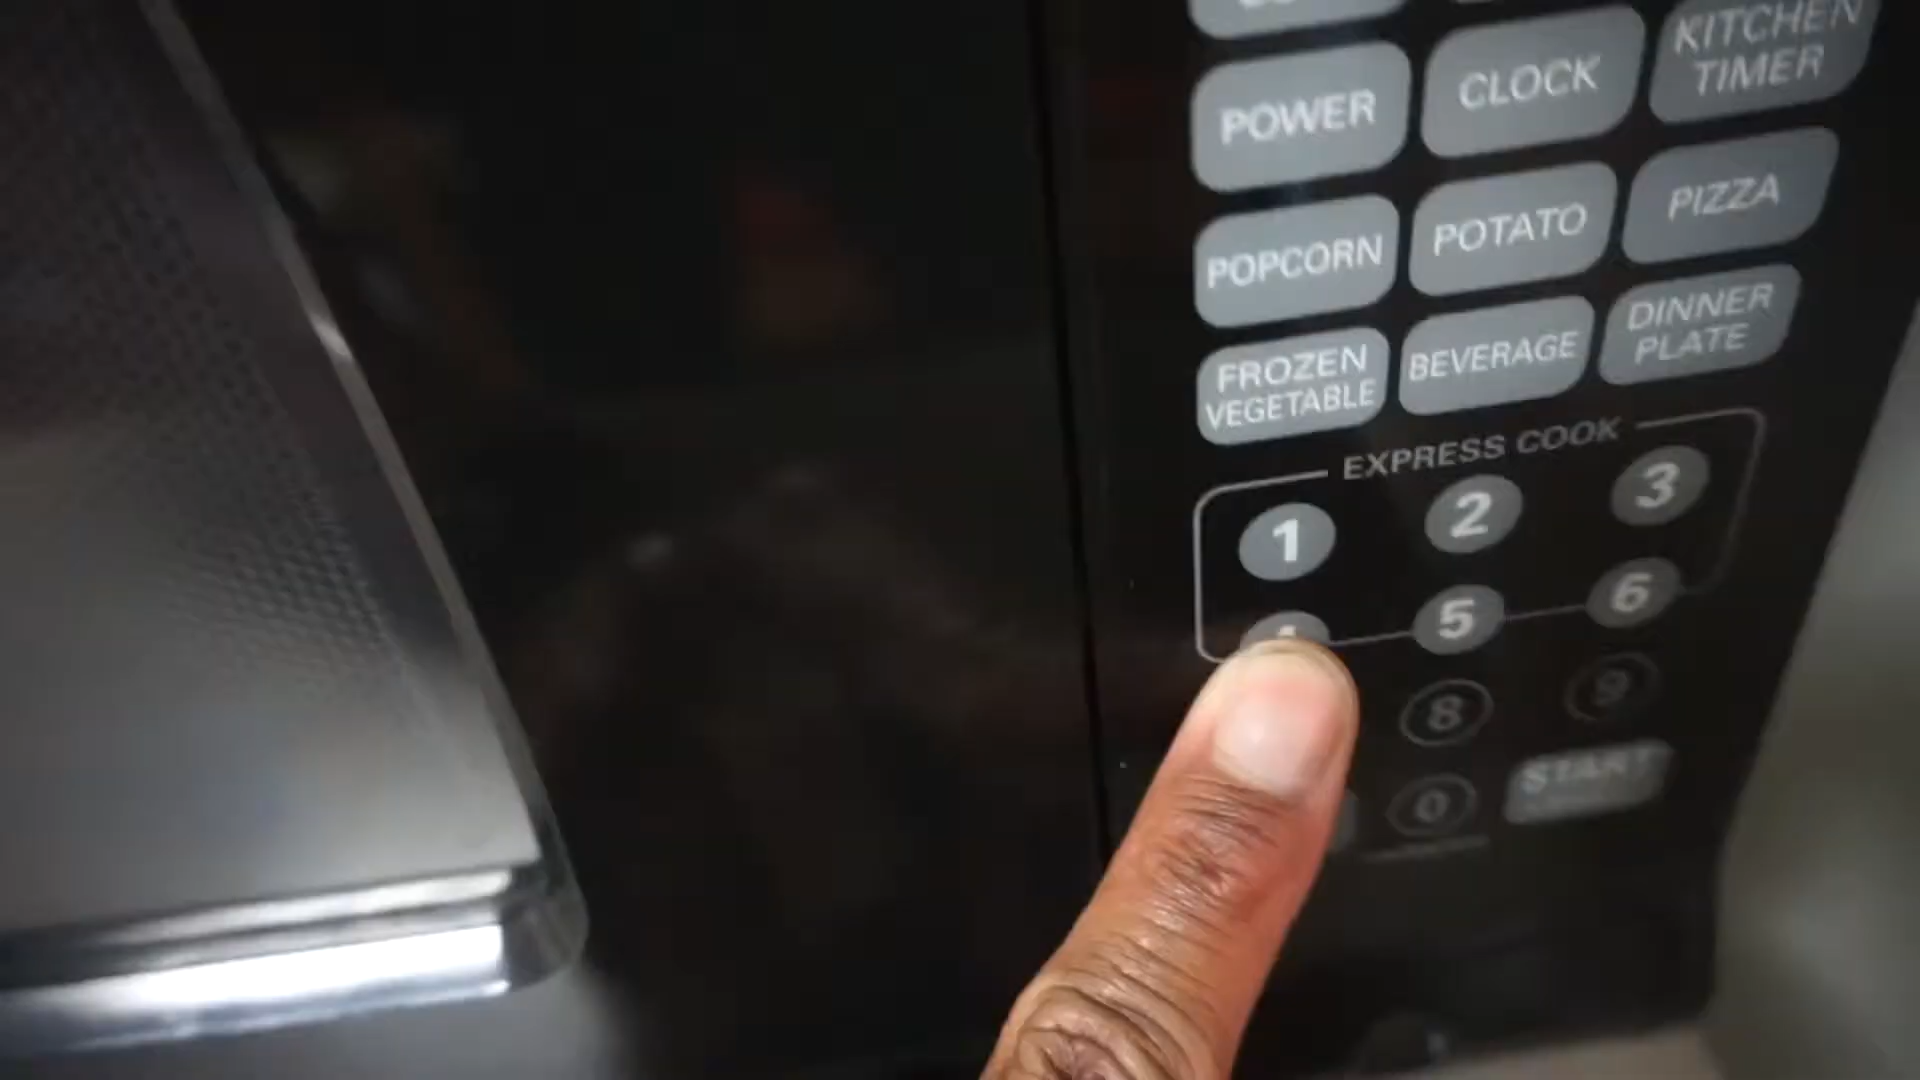 KITCHEN
TIMER
POWER
CLOCK
POPCORN
POTATO
PIZZA
FROZEN
VEGETABLE
BEVERAGE
DINNER
PLATE
EXPRESS COOK
1
2
3
5
6
8
9
0
START